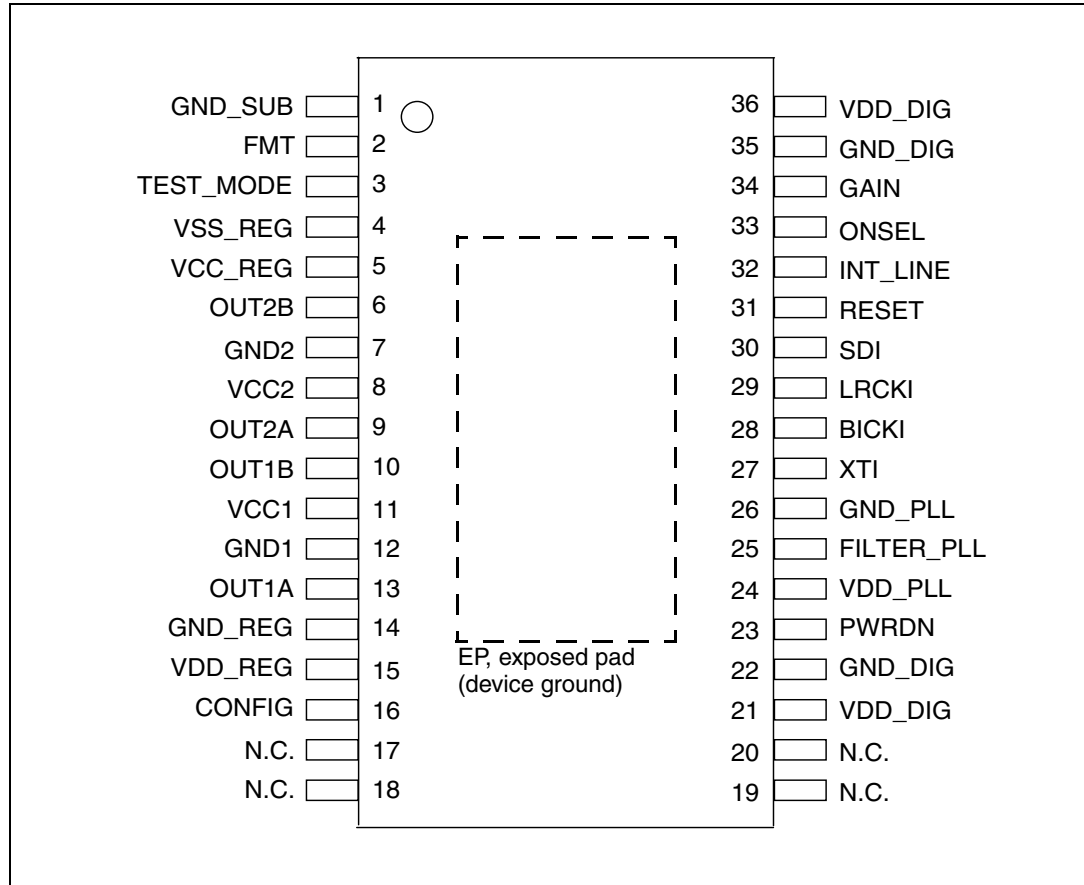 GND_SUB 1 36 VDD_DIG
FMT 2 35 GND_DIG
TEST_MODE 3 34 GAIN
VSS_REG 4 33 ONSEL
VCC_REG 5 32 INT_LINE
OUT2B 6 31 RESET
GND2 7 30 SDI
VCC2 8 29 LRCKI
OUT2A 9 28 BICKI
OUT1B 10 27 XTI
VCC1 11 26 GND_PLL
GND1 12 25 FILTER_PLL
OUT1A 13 24 VDD_PLL
GND_REG 14 23 PWRDN
VDD_REG 15 22 GND_DIG
CONFIG 16 21 VDD_DIG
N.C. 17 20 N.C.
N.C. 18 19 N.C.
EP, exposed pad
(device ground)